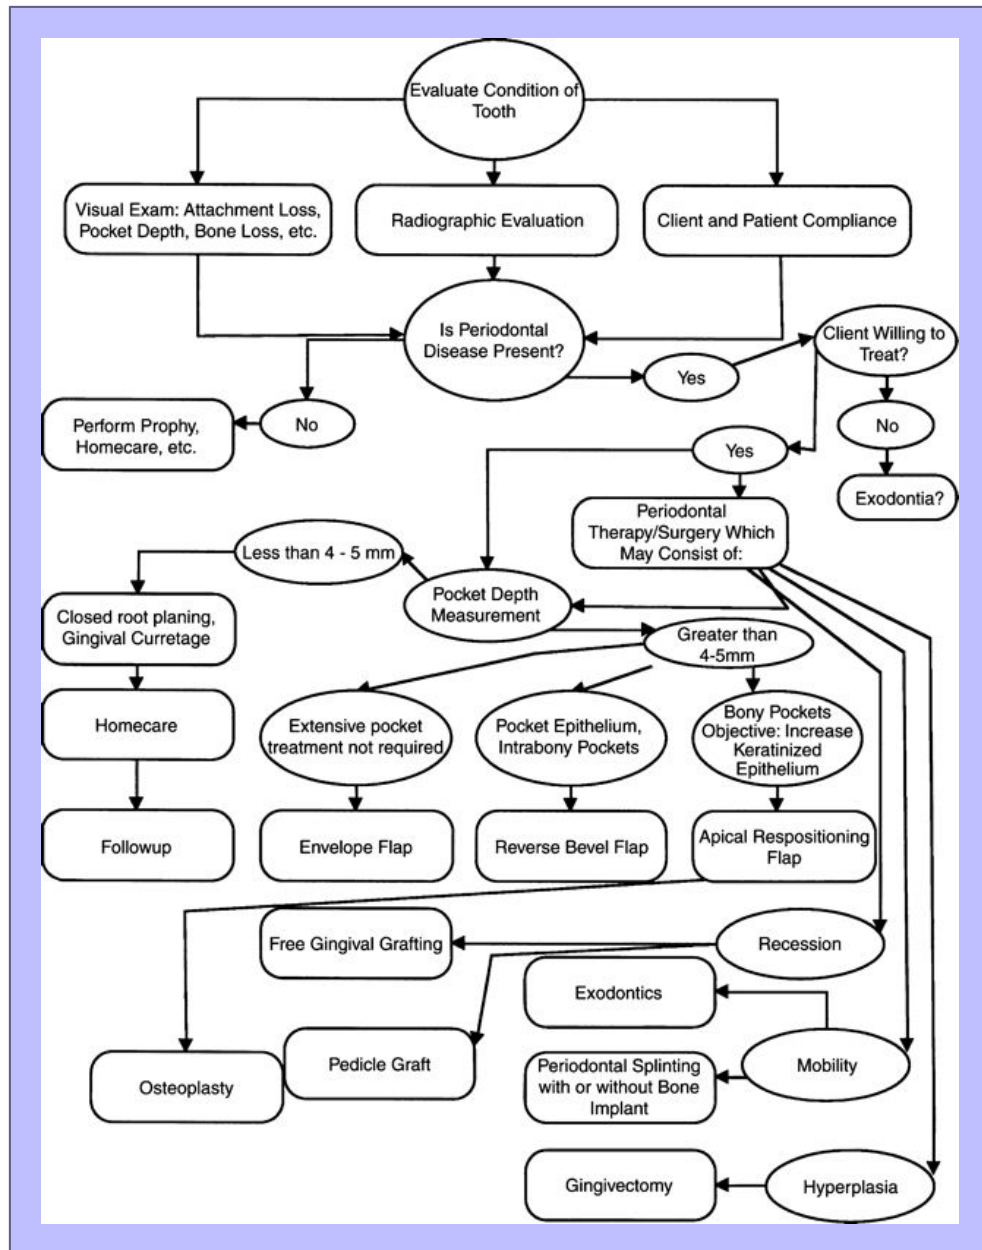 Evaluate Condition of
Tooth
Visual Exam: Attachment Loss,
Pocket Depth, Bone Loss, etc.
Radiographic Evaluation
Client and Patient Compliance
Is Periodontal
Disease Present?
Client Willing to
Treat?
Yes
No
Perform Prophy,
Homecare, etc.
No
Yes
Exodontia?
Periodontal
Therapy/Surgery Which
May Consist of:
Less than 4 - 5 mm
Pocket Depth
Measurement
Closed root planing,
Gingival Curretage
Greater than
4-5mm
Homecare
Extensive pocket
treatment not required
Pocket Epithelium,
Intrabony Pockets
Bony Pockets
Objective: Increase
Keratinized
Epithelium
Followup
Envelope Flap
Reverse Bevel Flap
Apical Respositioning
Flap
Free Gingival Grafting
Recession
Exodontics
Pedicle Graft
Osteoplasty
Periodontal Splinting
with or without Bone
Implant
Mobility
Gingivectomy
Hyperplasia